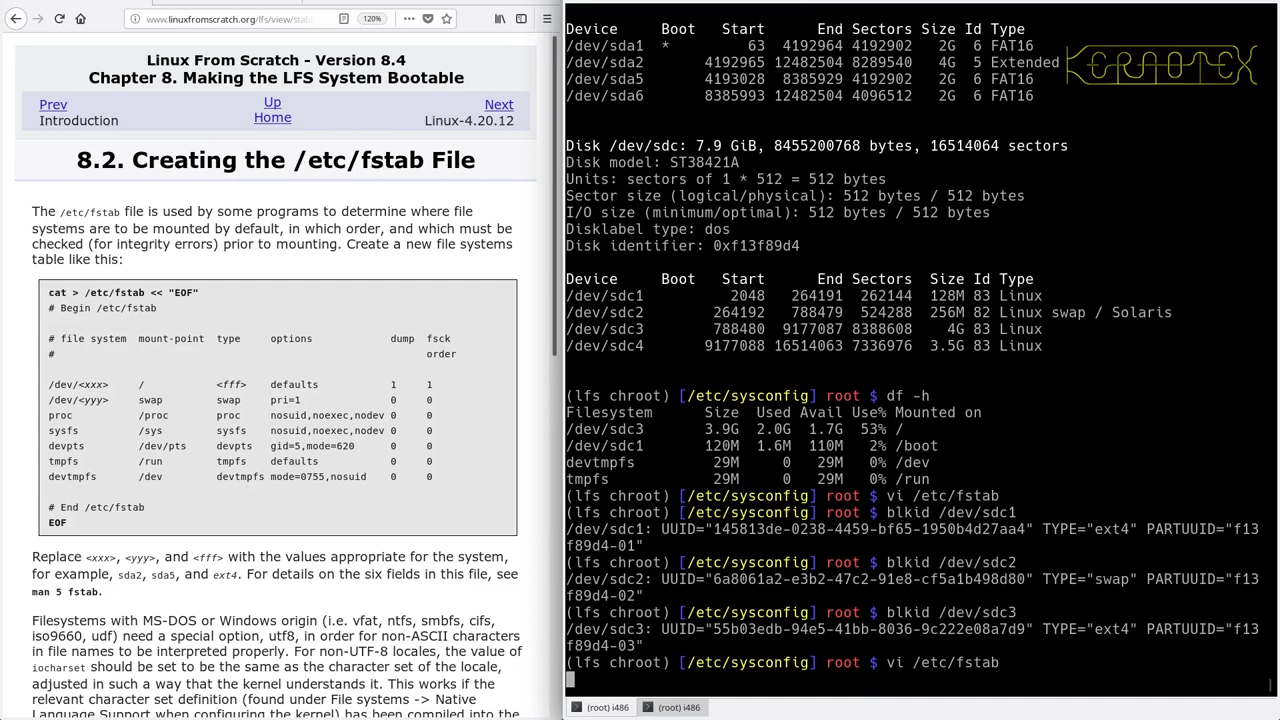 www.linuxfromscratch.org/lfs/view/stab
120%
Linux From Scratch - Version 8.4
Chapter 8. Making the LFS System Bootable
Prev Up Next
Introduction Home Linux-4.20.12
8.2. Creating the /etc/fstab File
The /etc/fstab file is used by some programs to determine where file
systems are to be mounted by default, in which order, and which must be
checked (for integrity errors) prior to mounting. Create a new file systems
table like this:
cat > /etc/fstab << "EOF"
# Begin /etc/fstab
# file system mount-point type options dump fsck
# order
/dev/<xxx> / <fff> defaults 1 1
/dev/<yyy> swap swap pri=1 0 0
proc /proc proc nosuid,noexec,nodev 0 0
sysfs /sys sysfs nosuid,noexec,nodev 0 0
devpts /dev/pts devpts gid=5,mode=620 0 0
tmpfs /run tmpfs defaults 0 0
devtmpfs /dev devtmpfs mode=0755,nosuid 0 0
# End /etc/fstab
EOF
Replace <xxx>, <yyy>, and <fff> with the values appropriate for the system,
for example, sda2, sda5, and ext4. For details on the six fields in this file, see
man 5 fstab.
Filesystems with MS-DOS or Windows origin (i.e. vfat, ntfs, smbfs, cifs,
iso9660, udf) need a special option, utf8, in order for non-ASCII characters
in file names to be interpreted properly. For non-UTF-8 locales, the value of
iocharset should be set to be the same as the character set of the locale,
adjusted in such a way that the kernel understands it. This works if the
relevant character set definition (found under File systems -> Native
Language Support when configuring the kernel) has been compiled into the
Device Boot Start End Sectors Size Id Type
/dev/sda1 * 63 4192964 4192902 2G 6 FAT16
/dev/sda2 4192965 12482504 8289540 4G 5 Extended
/dev/sda5 4193028 8385929 4192902 2G 6 FAT16
/dev/sda6 8385993 12482504 4096512 2G 6 FAT16
Disk /dev/sdc: 7.9 GiB, 8455200768 bytes, 16514064 sectors
Disk model: ST38421A
Units: sectors of 1 * 512 = 512 bytes
Sector size (logical/physical): 512 bytes / 512 bytes
I/O size (minimum/optimal): 512 bytes / 512 bytes
Disklabel type: dos
Disk identifier: 0xf13f89d4
Device Boot Start End Sectors Size Id Type
/dev/sdc1 2048 264191 262144 128M 83 Linux
/dev/sdc2 264192 788479 524288 256M 82 Linux swap / Solaris
/dev/sdc3 788480 9177087 8388608 4G 83 Linux
/dev/sdc4 9177088 16514063 7336976 3.5G 83 Linux
(lfs chroot) [/etc/sysconfig] root $ df -h
Filesystem Size Used Avail Use% Mounted on
/dev/sdc3 3.9G 2.0G 1.7G 53% /
/dev/sdc1 120M 1.6M 110M 2% /boot
devtmpfs 29M 0 29M 0% /dev
tmpfs 29M 0 29M 0% /run
(lfs chroot) [/etc/sysconfig] root $ vi /etc/fstab
(lfs chroot) [/etc/sysconfig] root $ blkid /dev/sdc1
/dev/sdc1: UUID="145813de-0238-4459-bf65-1950b4d27aa4" TYPE="ext4" PARTUUID="f13
f89d4-01"
(lfs chroot) [/etc/sysconfig] root $ blkid /dev/sdc2
/dev/sdc2: UUID="6a8061a2-e3b2-47c2-91e8-cf5a1b498d80" TYPE="swap" PARTUUID="f13
f89d4-02"
(lfs chroot) [/etc/sysconfig] root $ blkid /dev/sdc3
/dev/sdc3: UUID="55b03edb-94e5-41bb-8036-9c222e08a7d9" TYPE="ext4" PARTUUID="f13
f89d4-03"
(lfs chroot) [/etc/sysconfig] root $ vi /etc/fstab
(root) i486 (root) i486